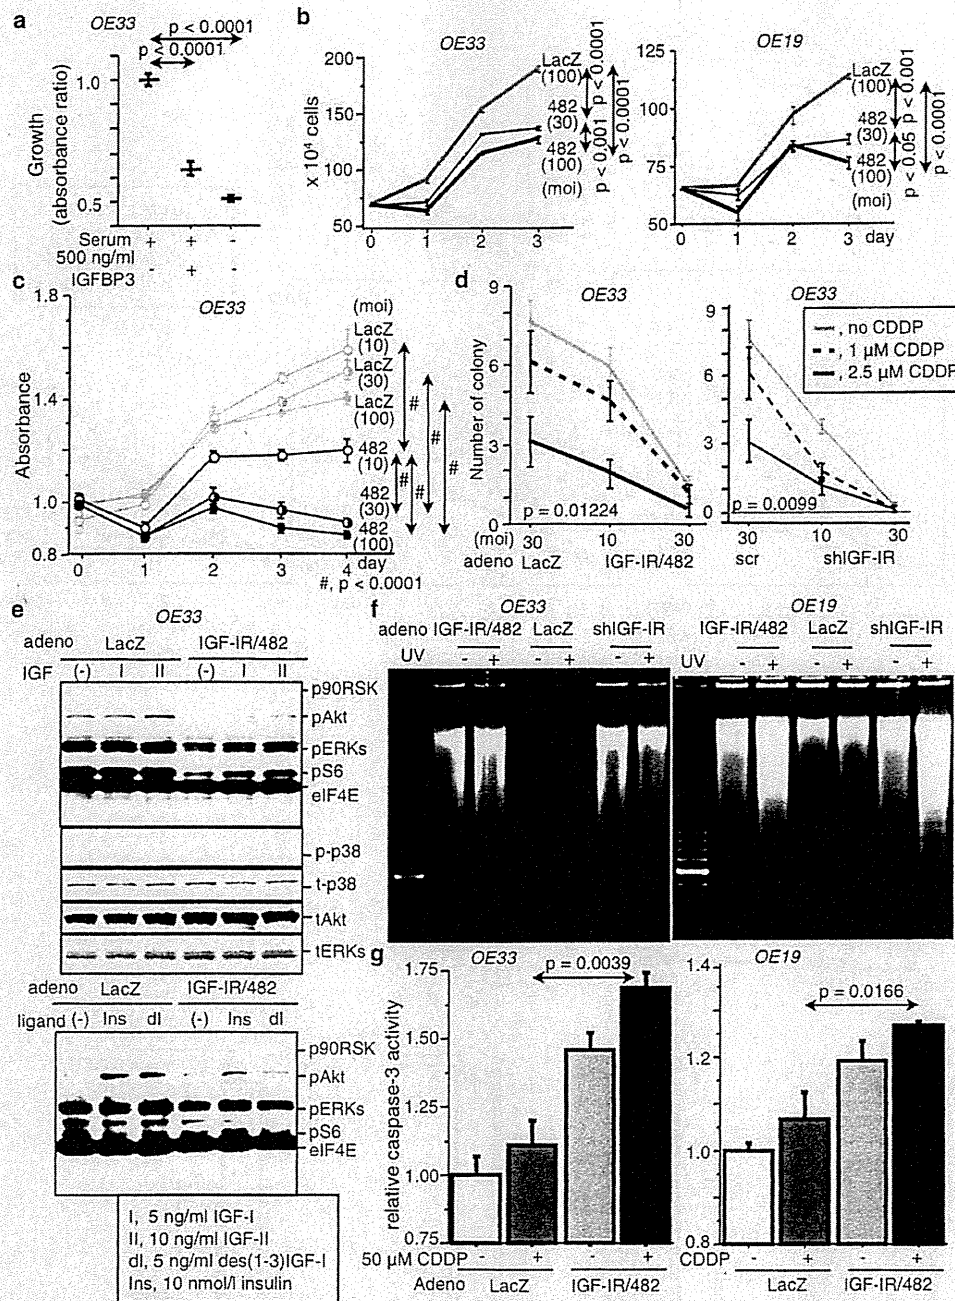 a
OE33
p < 0.0001
p < 0.0001
Growth
(absorbance ratio)
1.0
0.5
Serum + + -
500 ng/ml
IGFBP3 - + -
b
OE33
x 10⁴ cells
200
150
100
50
0 1 2 3
LacZ
(100)
482
(30)
482
(100)
(moi)
p < 0.0001
p < 0.001
p < 0.0001
OE19
125
100
75
50
0 1 2 3 day
LacZ
(100)
482
(30)
482
(100)
p < 0.001
p < 0.05
p < 0.0001
c
OE33
Absorbance
1.8
1.6
1.4
1.2
1.0
0.8
0 1 2 3 4
day
(moi)
LacZ
(10)
LacZ
(30)
LacZ
(100)
482
(10)
482
(30)
482
(100)
# # # # #
#, p < 0.0001
d
OE33
Number of colony
9
6
3
0
p = 0.01224
(moi)
30 10 30
adeno LacZ IGF-IR/482
OE33
9
6
3
0
p = 0.0099
30 10 30
scr shIGF-IR
, no CDDP
, 1 µM CDDP
, 2.5 µM CDDP
e
OE33
adeno LacZ IGF-IR/482
IGF (-) I II (-) I II
p90RSK
pAkt
pERKs
pS6
eIF4E
p-p38
t-p38
tAkt
tERKs
adeno LacZ IGF-IR/482
ligand (-) Ins dI (-) Ins dI
p90RSK
pAkt
pERKs
pS6
eIF4E
I, 5 ng/ml IGF-I
II, 10 ng/ml IGF-II
dI, 5 ng/ml des(1-3)IGF-I
Ins, 10 nmol/l insulin
f
OE33
adeno IGF-IR/482 LacZ shIGF-IR
UV - + - + - +
OE19
IGF-IR/482 LacZ shIGF-IR
UV - + - + - +
g
OE33
relative caspase-3 activity
1.75
1.50
1.25
1.00
0.75
p = 0.0039
50 µM CDDP - + - +
Adeno LacZ IGF-IR/482
OE19
1.4
1.2
1.0
0.8
p = 0.0166
CDDP - + - +
LacZ IGF-IR/482